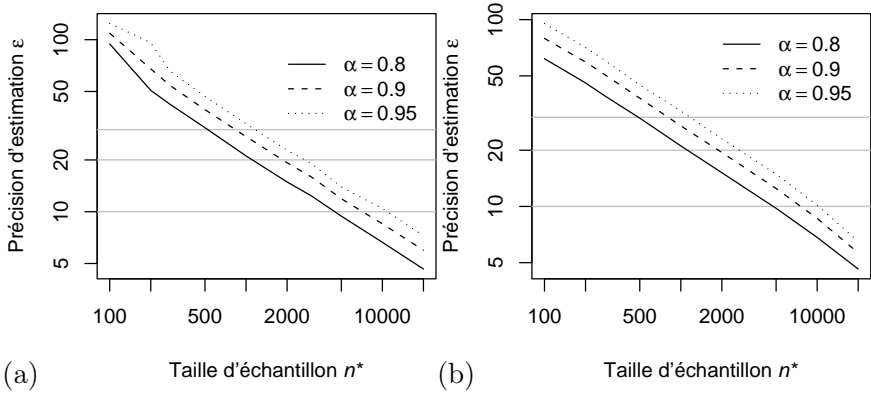 Précision d'estimation ε
100
50
20
10
5
α = 0.8
α = 0.9
α = 0.95
100
500
2000
10000
Taille d'échantillon n*
(a)
Précision d'estimation ε
100
50
20
10
5
α = 0.8
α = 0.9
α = 0.95
100
500
2000
10000
Taille d'échantillon n*
(b)